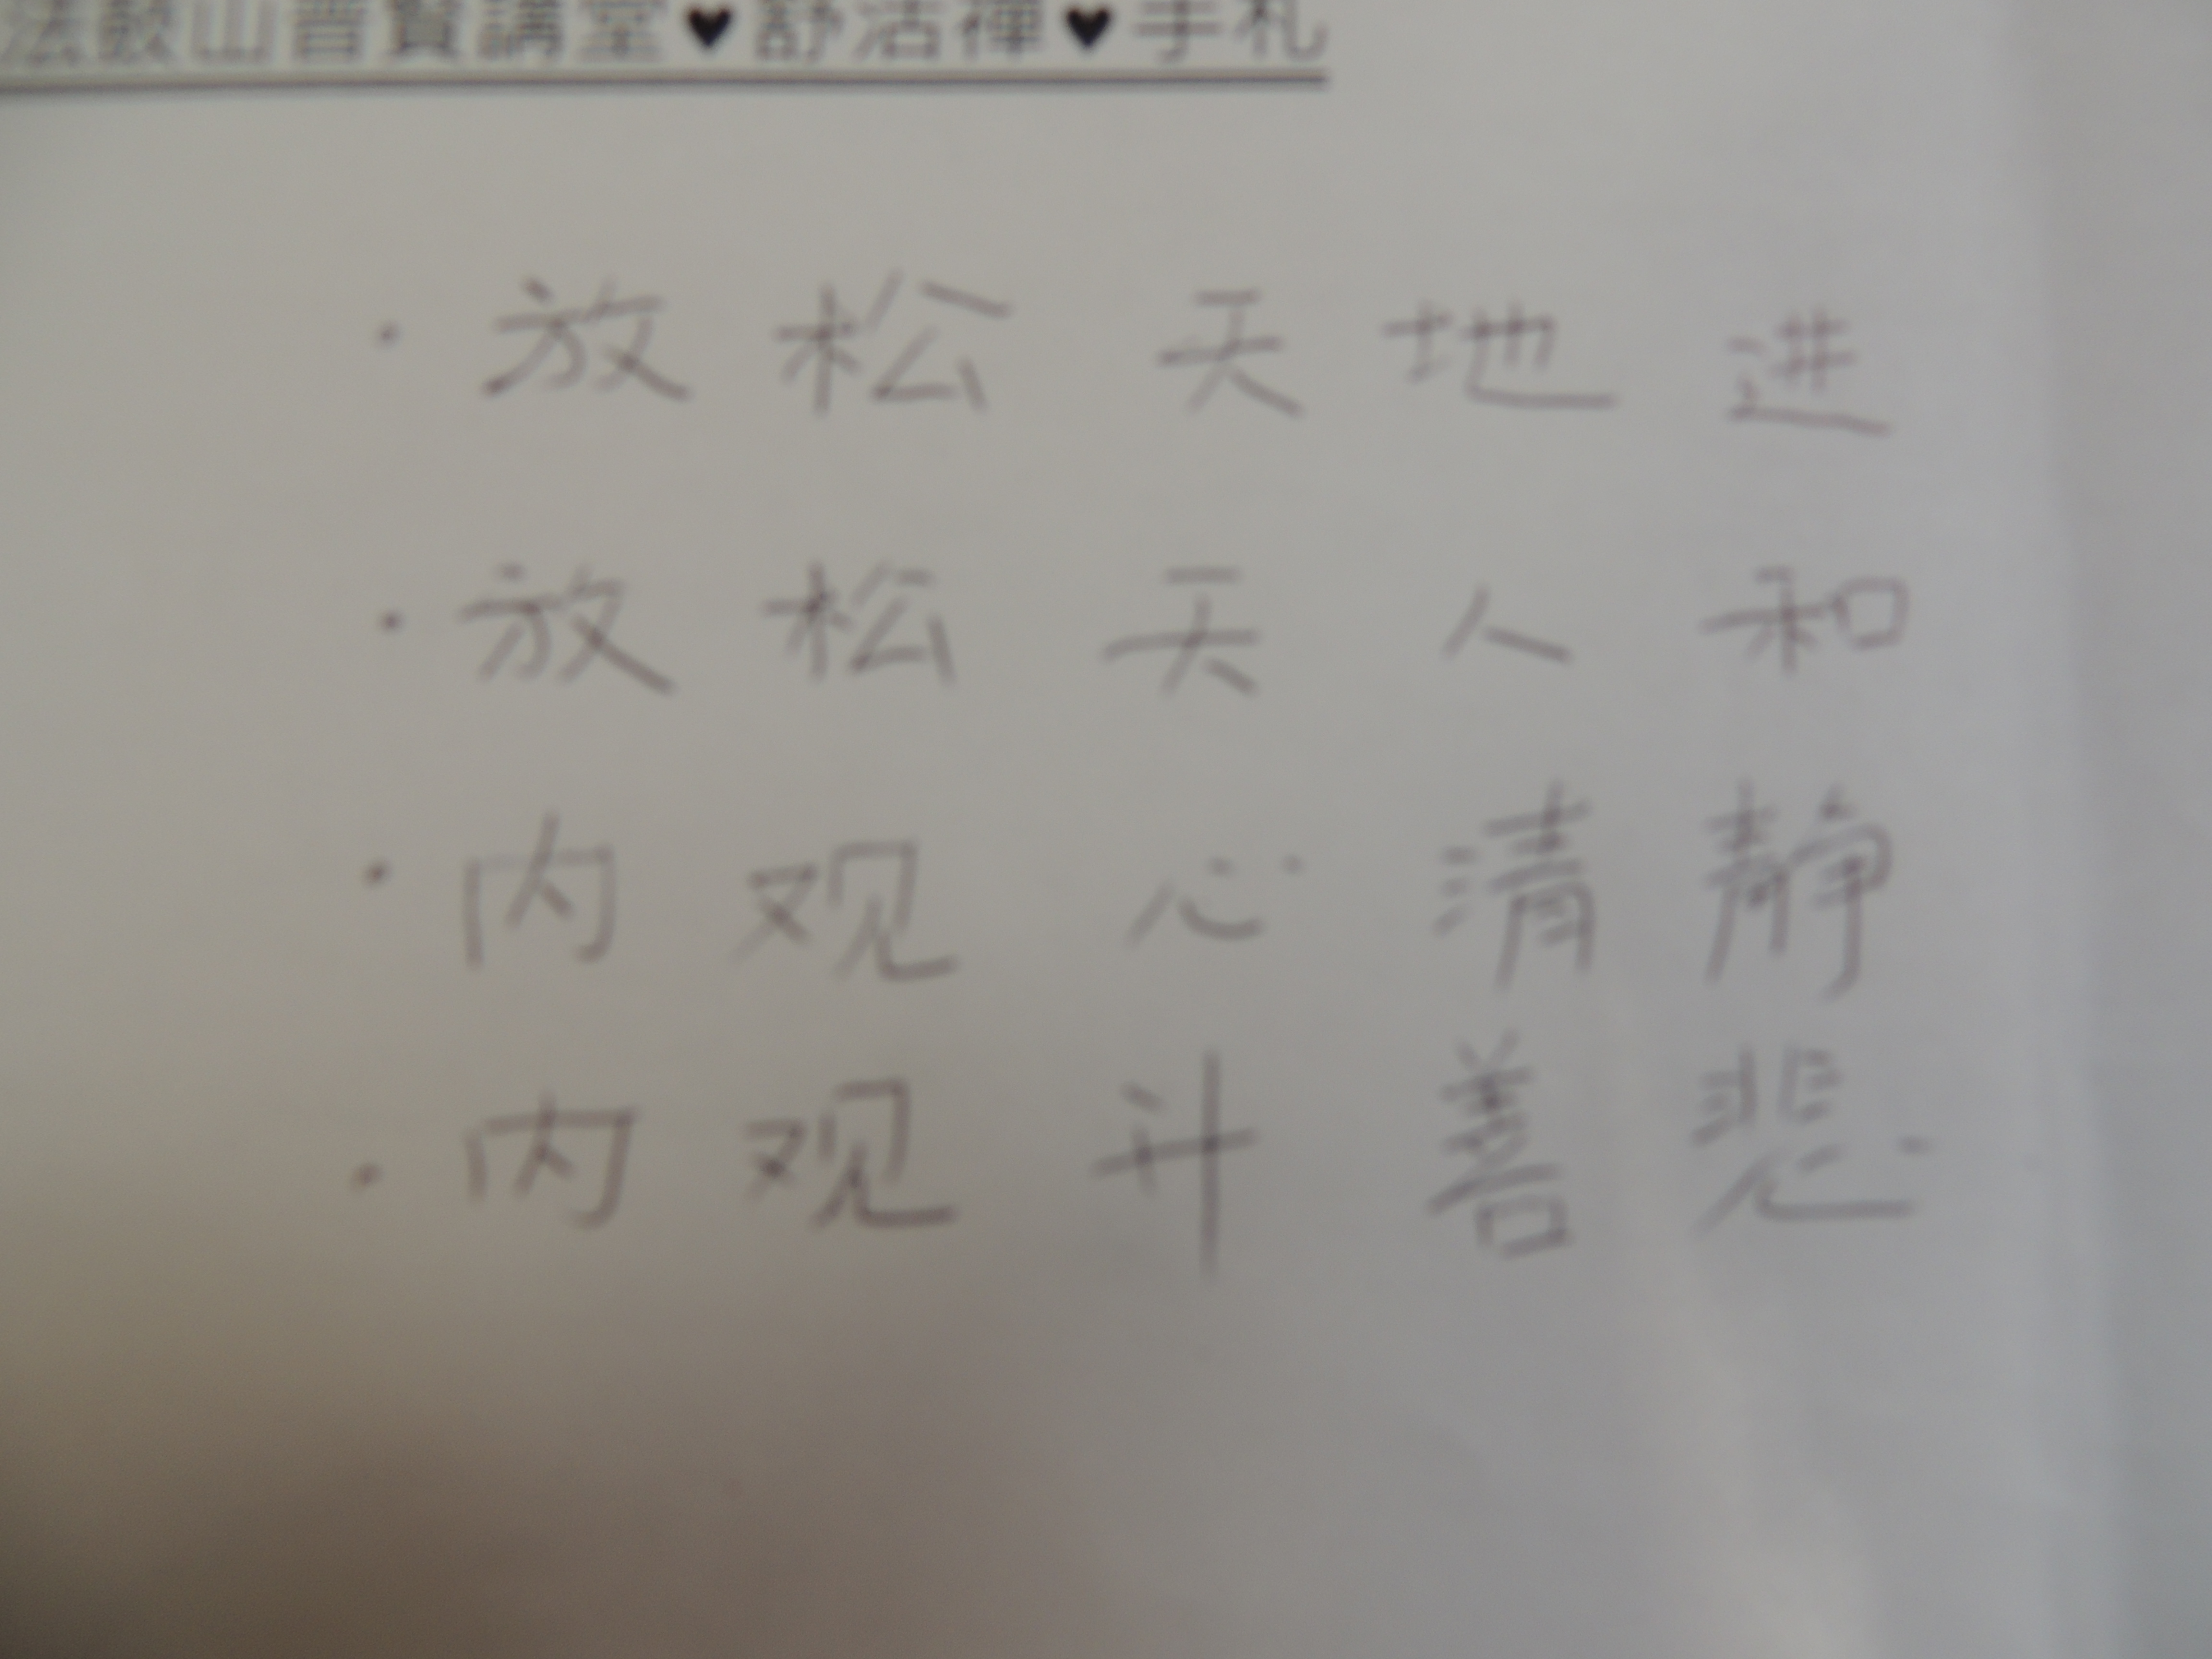 法鼓山普賢講堂♥舒活禪♥手札
·放松天地进
·放松天人和
·内观心清静
·内观升善悲